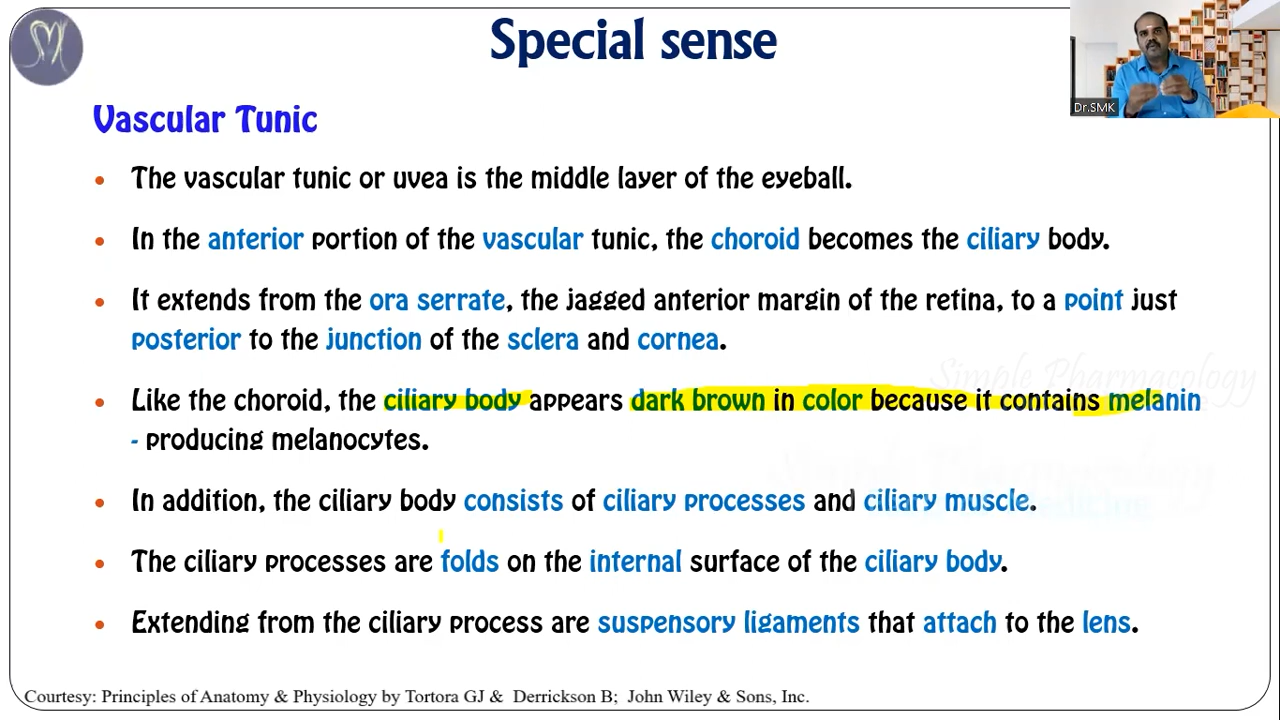 Special sense
Dr.SMK
Vascular Tunic
• The vascular tunic or uvea is the middle layer of the eyeball.
• In the anterior portion of the vascular tunic, the choroid becomes the ciliary body.
• It extends from the ora serrate, the jagged anterior margin of the retina, to a point just
posterior to the junction of the sclera and cornea.
Simple Pharmacology
• Like the choroid, the ciliary body appears dark brown in color because it contains melanin
- producing melanocytes.
Simple Pharmacology
• In addition, the ciliary body consists of ciliary processes and ciliary muscle.
• The ciliary processes are folds on the internal surface of the ciliary body.
• Extending from the ciliary process are suspensory ligaments that attach to the lens.
Courtesy: Principles of Anatomy & Physiology by Tortora GJ & Derrickson B; John Wiley & Sons, Inc.